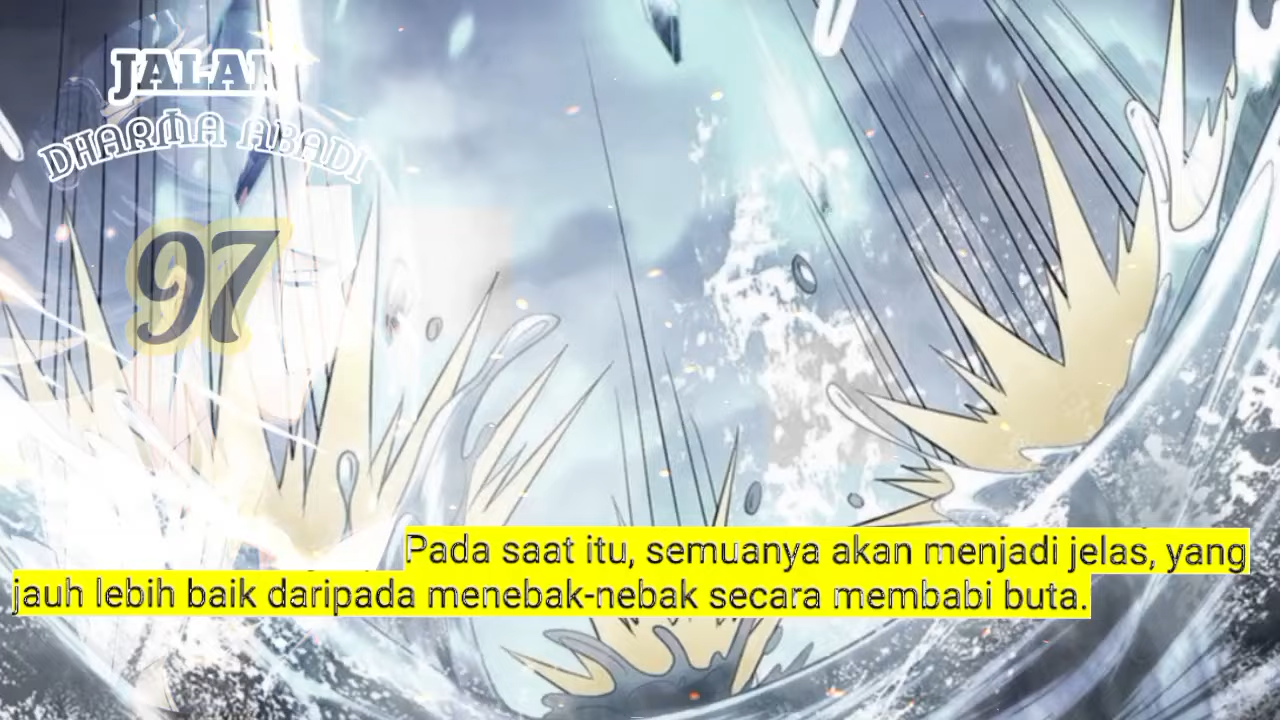 JALAN
DHARMA ABADI
97
Pada saat itu, semuanya akan menjadi jelas, yang
jauh lebih baik daripada menebak-nebak secara membabi buta.